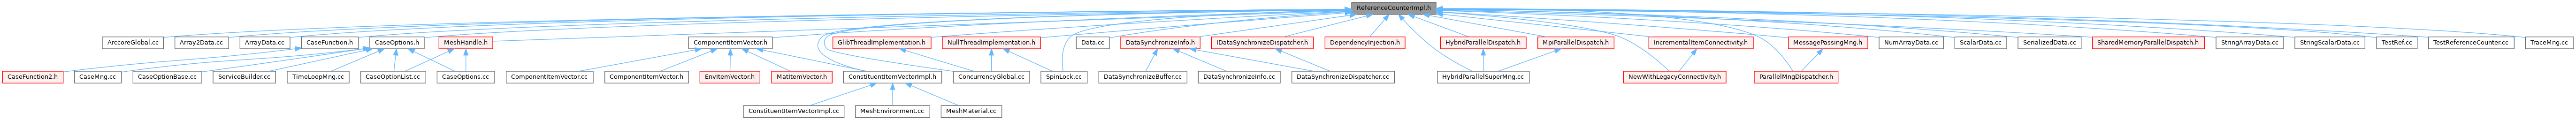 ReferenceCounterImpl.h
ArccoreGlobal.cc
Array2Data.cc
ArrayData.cc
CaseFunction.h
CaseOptions.h
MeshHandle.h
ComponentItemVector.h
GlibThreadImplementation.h
NullThreadImplementation.h
Data.cc
DataSynchronizeInfo.h
IDataSynchronizeDispatcher.h
DependencyInjection.h
HybridParallelDispatch.h
MpiParallelDispatch.h
IncrementalItemConnectivity.h
MessagePassingMng.h
NumArrayData.cc
ScalarData.cc
SerializedData.cc
SharedMemoryParallelDispatch.h
StringArrayData.cc
StringScalarData.cc
TestRef.cc
TestReferenceCounter.cc
TraceMng.cc
CaseFunction2.h
CaseMng.cc
CaseOptionBase.cc
ServiceBuilder.cc
TimeLoopMng.cc
CaseOptionList.cc
CaseOptions.cc
ComponentItemVector.cc
ComponentItemVector.h
EnvItemVector.h
MatItemVector.h
ConstituentItemVectorImpl.h
ConcurrencyGlobal.cc
SpinLock.cc
DataSynchronizeBuffer.cc
DataSynchronizeInfo.cc
DataSynchronizeDispatcher.cc
HybridParallelSuperMng.cc
NewWithLegacyConnectivity.h
ParallelMngDispatcher.h
ConstituentItemVectorImpl.cc
MeshEnvironment.cc
MeshMaterial.cc